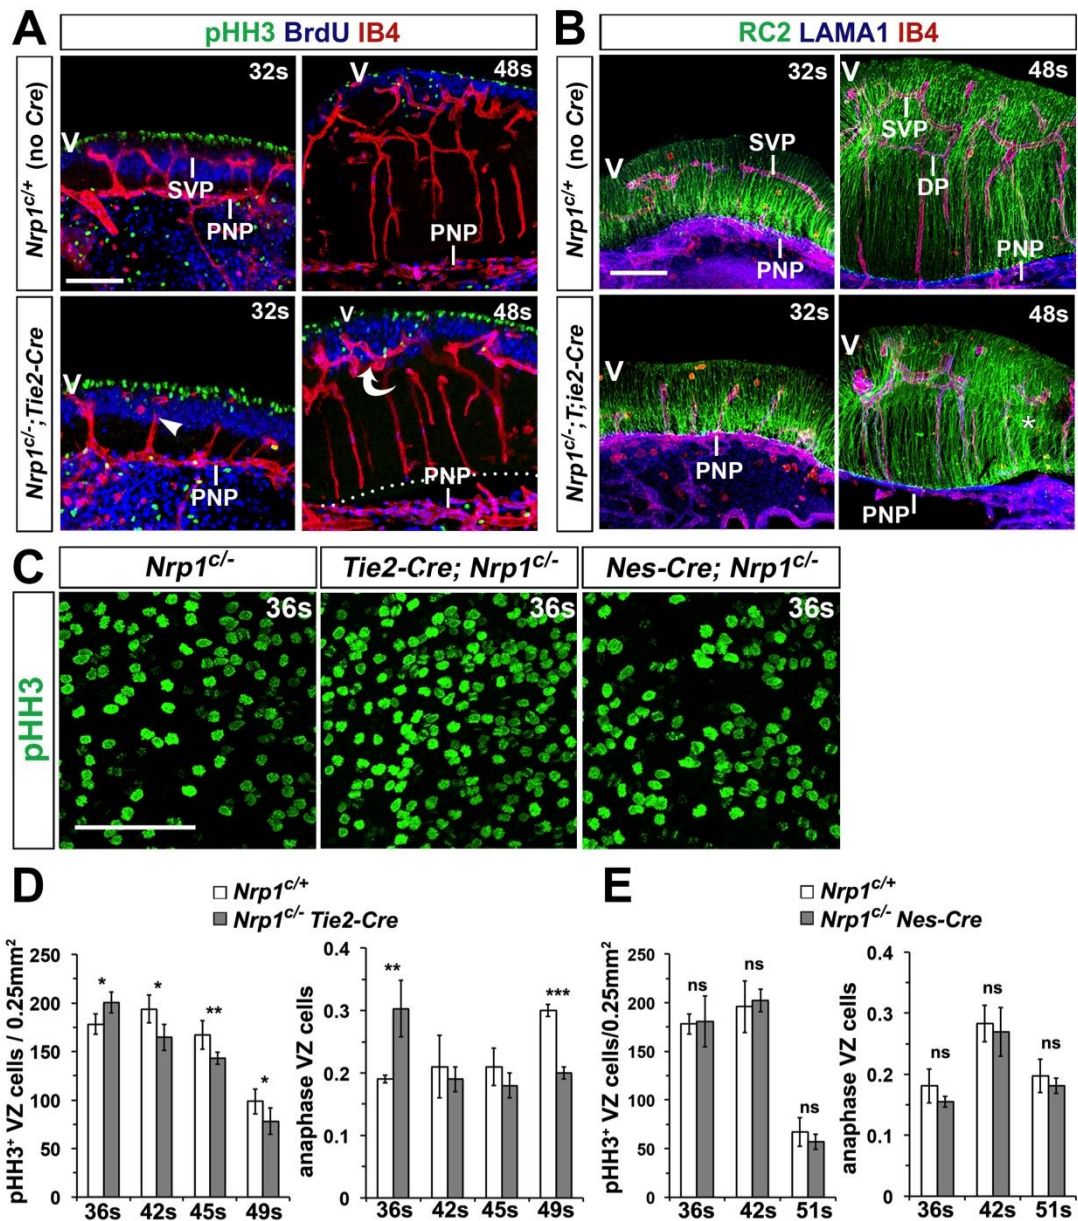 A
pHH3 BrdU IB4
Nrp1c/+ (no Cre)
32s
V
SVP
PNP
48s
V
PNP
Nrp1c/-;Tie2-Cre
32s
V
PNP
48s
V
PNP
B
RC2 LAMA1 IB4
Nrp1c/+ (no Cre)
32s
V
SVP
PNP
48s
V
SVP
DP
PNP
Nrp1c/-;T;ie2-Cre
32s
V
PNP
48s
V
*
PNP
C
Nrp1c/-
Tie2-Cre; Nrp1c/-
Nes-Cre; Nrp1c/-
pHH3
36s
36s
36s
D
Nrp1c/+
Nrp1c/- Tie2-Cre
pHH3+ VZ cells / 0.25mm2
250
200
150
100
50
0
* * ** *
36s 42s 45s 49s
anaphase VZ cells
0.4
0.3
0.2
0.1
0
** ***
36s 42s 45s 49s
E
Nrp1c/+
Nrp1c/- Nes-Cre
pHH3+ VZ cells/0.25mm2
250
200
150
100
50
0
ns ns ns
36s 42s 51s
anaphase VZ cells
0.4
0.3
0.2
0.1
0
ns ns ns
36s 42s 51s